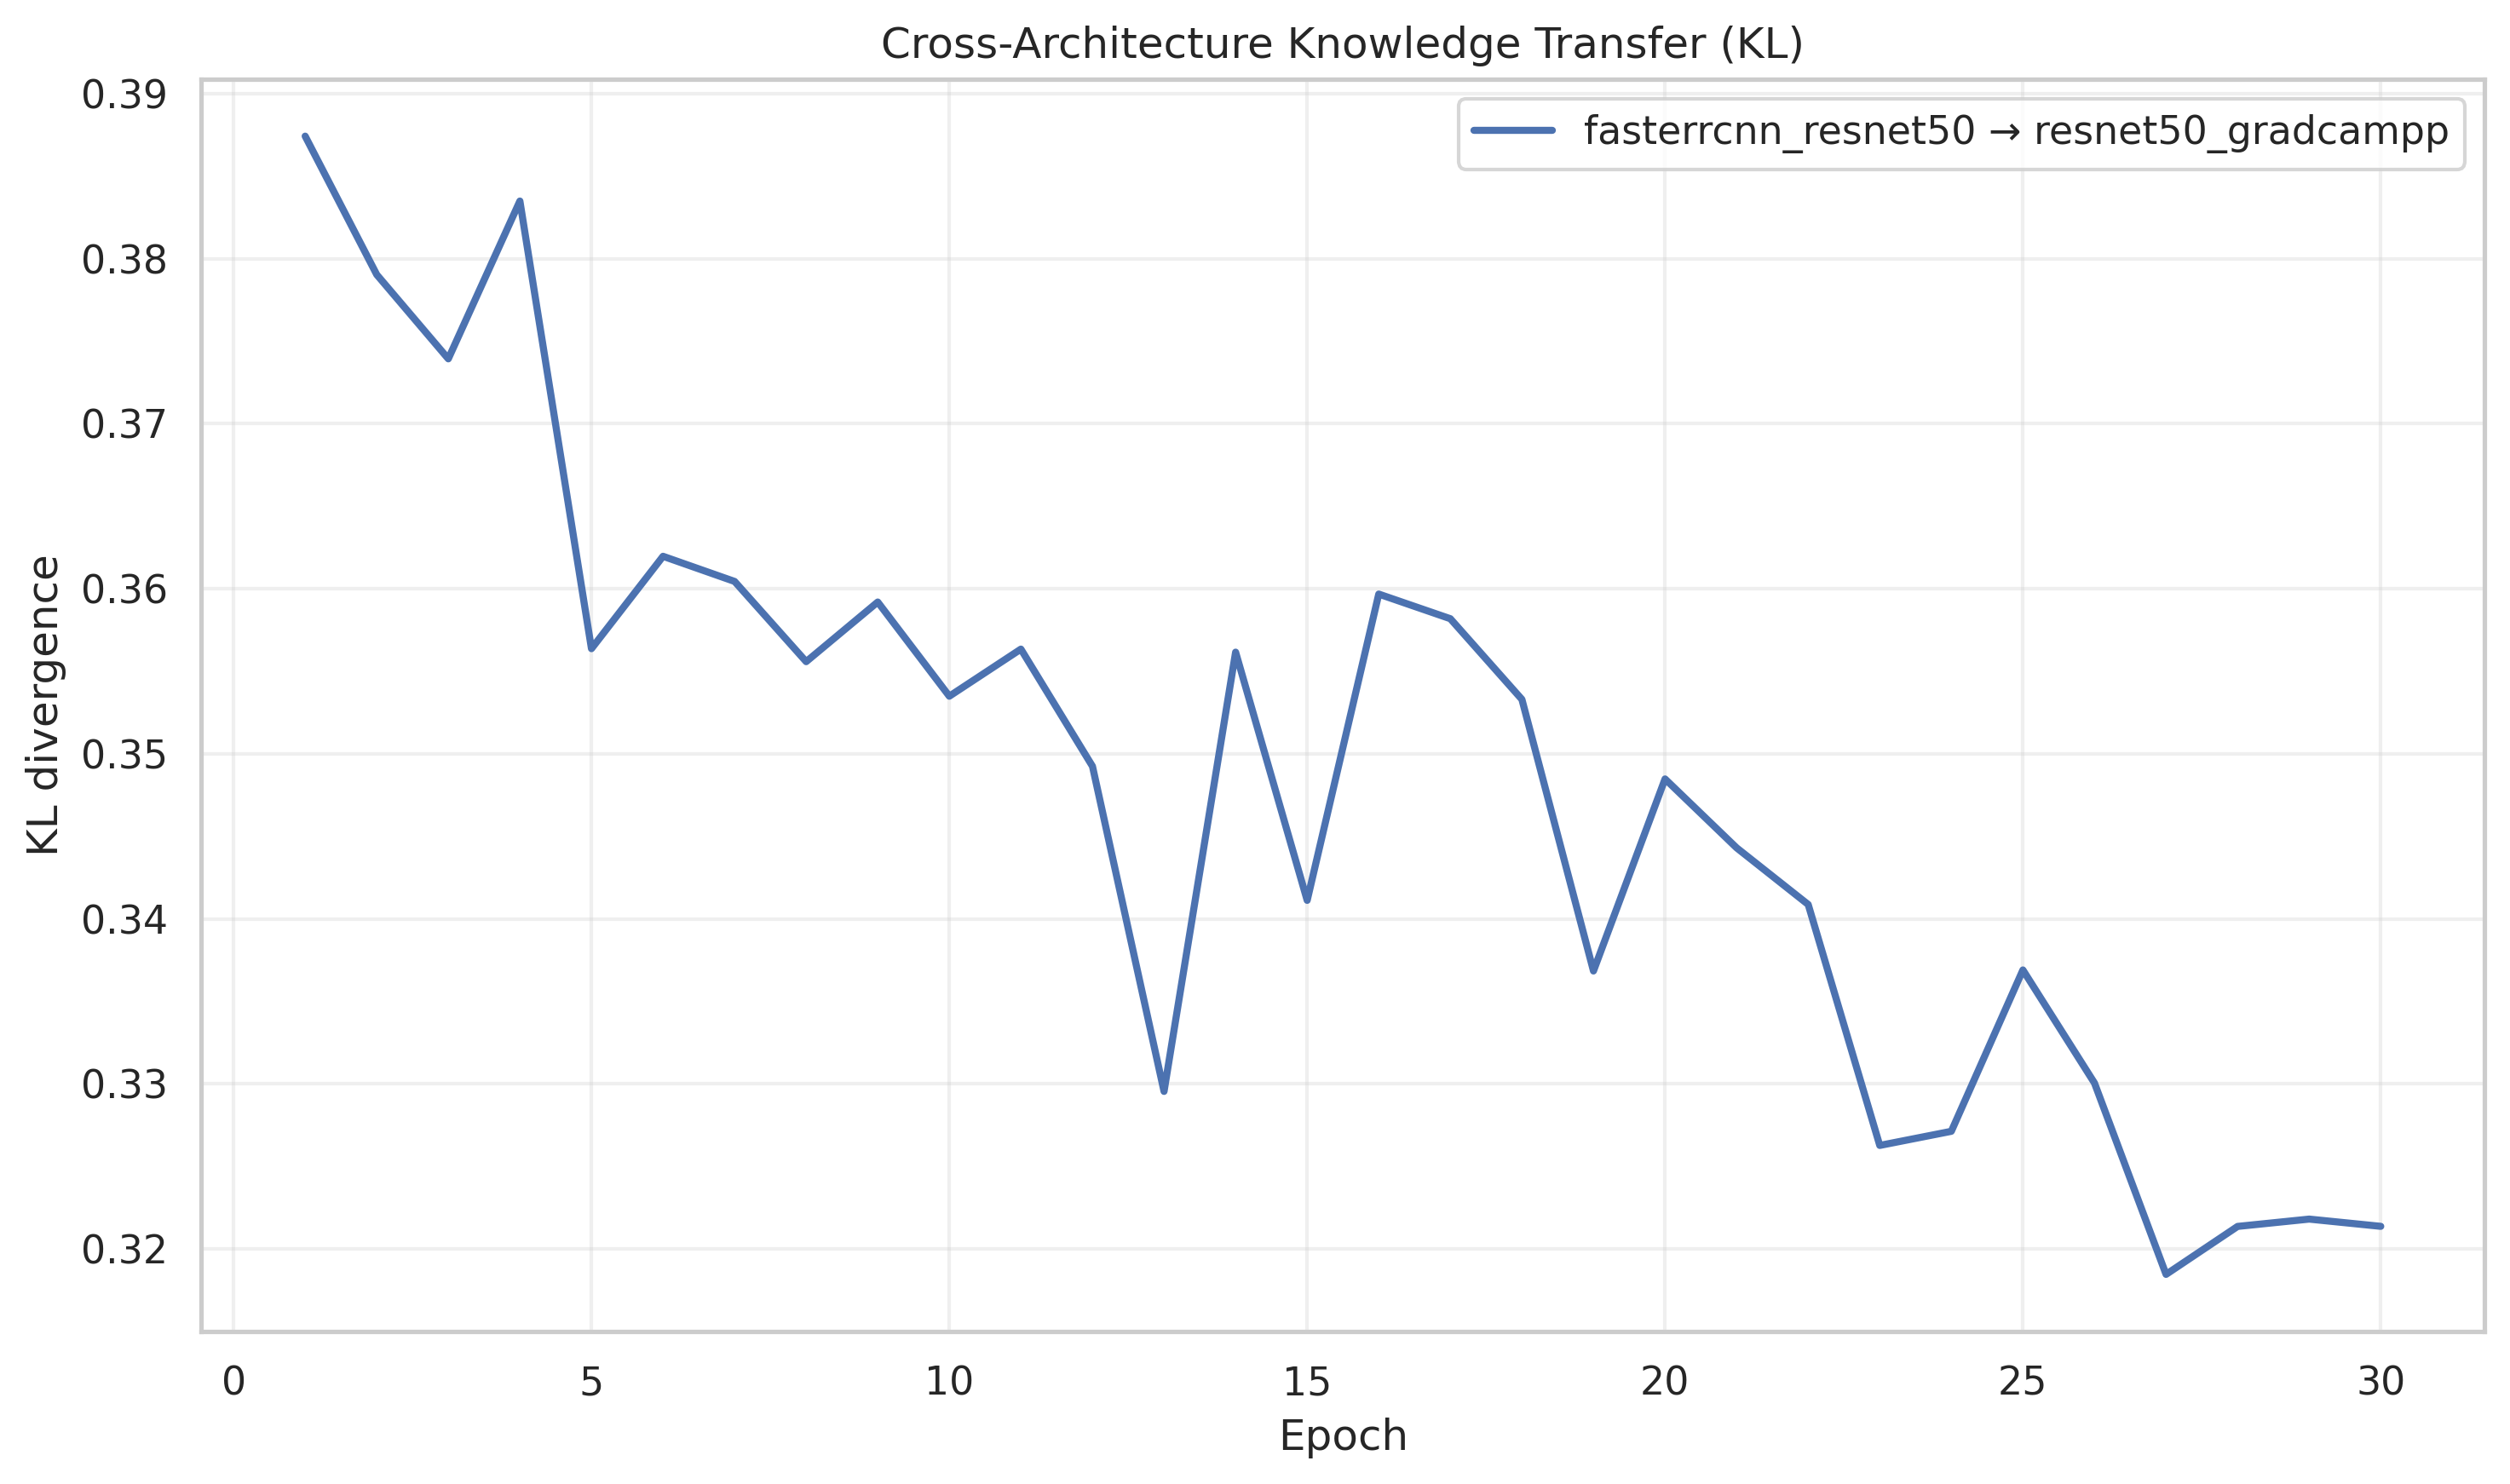 Cross-Architecture Knowledge Transfer (KL)
fasterrcnn_resnet50 → resnet50_gradcampp
KL divergence
0.39
0.38
0.37
0.36
0.35
0.34
0.33
0.32
0 5 10 15 20 25 30
Epoch